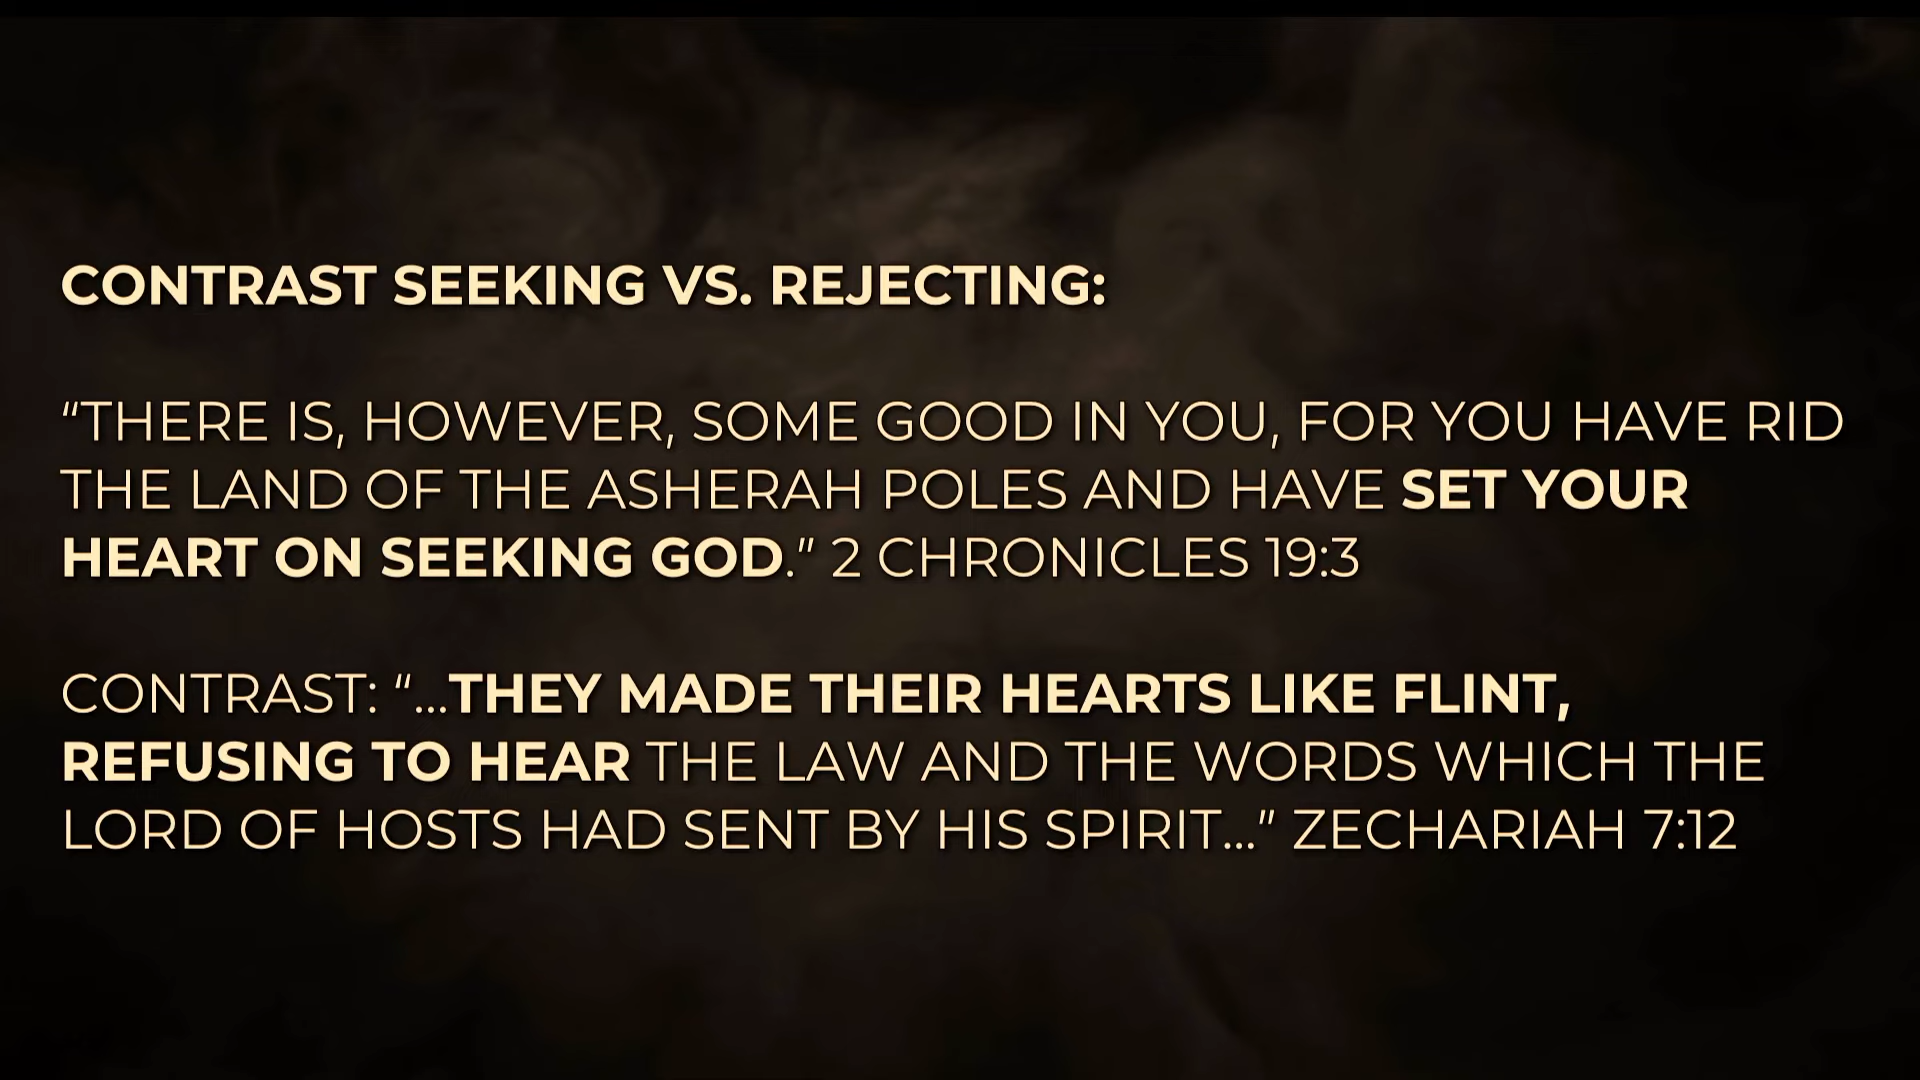 CONTRAST SEEKING VS. REJECTING:
“THERE IS, HOWEVER, SOME GOOD IN YOU, FOR YOU HAVE RID
THE LAND OF THE ASHERAH POLES AND HAVE SET YOUR
HEART ON SEEKING GOD.” 2 CHRONICLES 19:3
CONTRAST: “…THEY MADE THEIR HEARTS LIKE FLINT,
REFUSING TO HEAR THE LAW AND THE WORDS WHICH THE
LORD OF HOSTS HAD SENT BY HIS SPIRIT…” ZECHARIAH 7:12